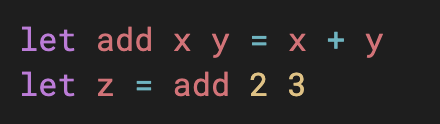 let add x y = x + y
let z = add 2 3